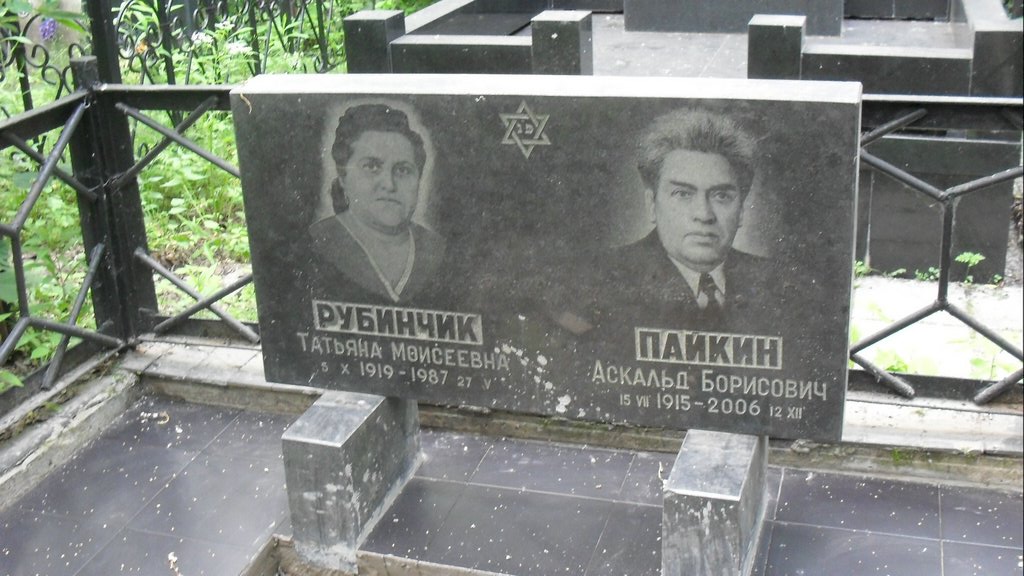 РУБИНЧИК
ТАТЬЯНА МОИСЕЕВНА
5 X 1919 - 1987 27 V
ПАЙКИН
АСКАЛЬД БОРИСОВИЧ
15 VII 1915 - 2006 12 XII